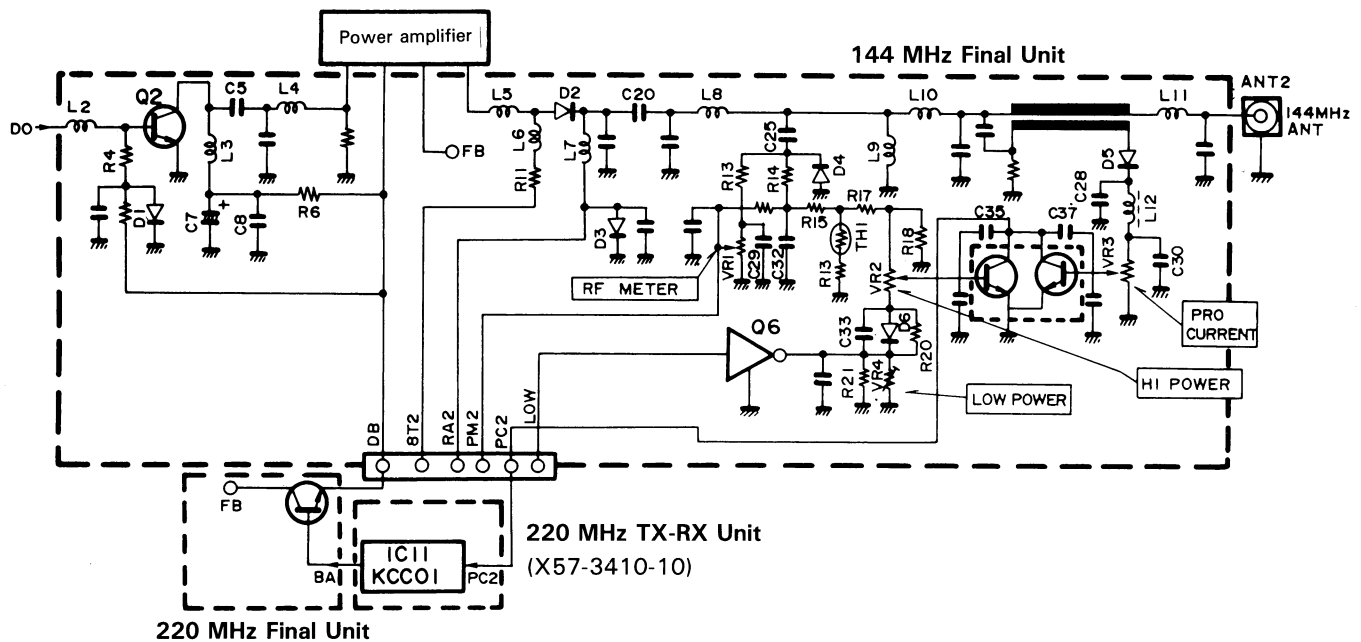 Power amplifier
144 MHz Final Unit
ANT2
144MHz
ANT
DO
L2
Q2
C5
L4
L5
D2
C20
L8
L10
L11
R4
L3
L6
L7
FB
C25
L9
D5
D1
C7
+
C8
R6
R11
D3
R13
R14
D4
R15
R17
C28
L12
C35
C37
VR3
C30
VR1
C29
C32
TH1
R13
VR2
R18
RF METER
PRO
CURRENT
Q6
C33
D6
R20
R21
VR4
HI POWER
LOW POWER
DB
8T2
RA2
PM2
PC2
LOW
FB
220 MHz TX-RX Unit
(X57-3410-10)
IC11
KCC01
BA
PC2
220 MHz Final Unit